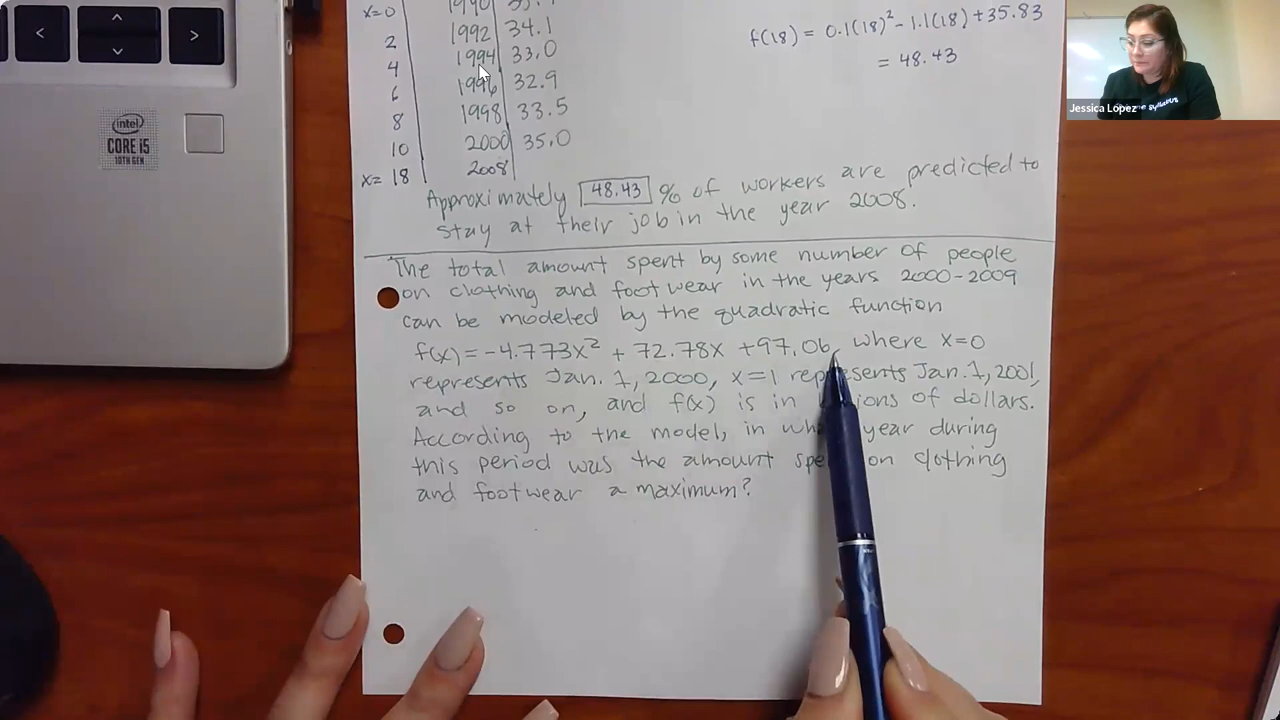 x=0
2 1992 34.1
4 1994 33.0
6 1996 32.9
8 1998 33.5
10 2000 35.0
x= 18 2008
f(18) = 0.1(18)² - 1.1(18) + 35.83
= 48.43
Approximately 48.43 % of workers are predicted to
stay at their job in the year 2008.
The total amount spent by some number of people
on clothing and footwear in the years 2000-2009
can be modeled by the quadratic function
f(x) = -4.773x² + 72.78x + 97.06, where x=0
represents Jan. 1, 2000, x=1 represents Jan. 1, 2001,
and so on, and f(x) is in of dollars.
According to the model, in year during
this period was the amount on clothing
and footwear a maximum?
intel
CORE i5
10TH GEN
Jessica Lopez
syllabus